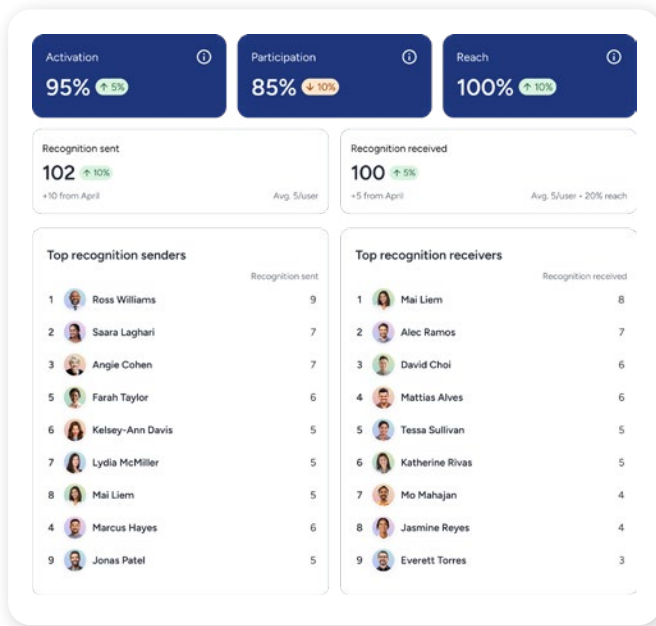 Activation
95% ↑ 5%
Participation
85% ↓ 10%
Reach
100% ↑ 10%
Recognition sent
102 ↑ 10%
+10 from April Avg. 5/user
Recognition received
100 ↑ 5%
+5 from April Avg. 5/user • 20% reach
Top recognition senders
Recognition sent
1 Ross Williams 9
2 Saara Laghari 7
3 Angie Cohen 7
5 Farah Taylor 6
6 Kelsey-Ann Davis 5
7 Lydia McMiller 5
8 Mai Liem 5
4 Marcus Hayes 6
9 Jonas Patel 5
Top recognition receivers
Recognition received
1 Mai Liem 8
2 Alec Ramos 7
3 David Choi 6
4 Mattias Alves 6
5 Tessa Sullivan 5
6 Katherine Rivas 5
7 Mo Mahajan 4
8 Jasmine Reyes 4
9 Everett Torres 3